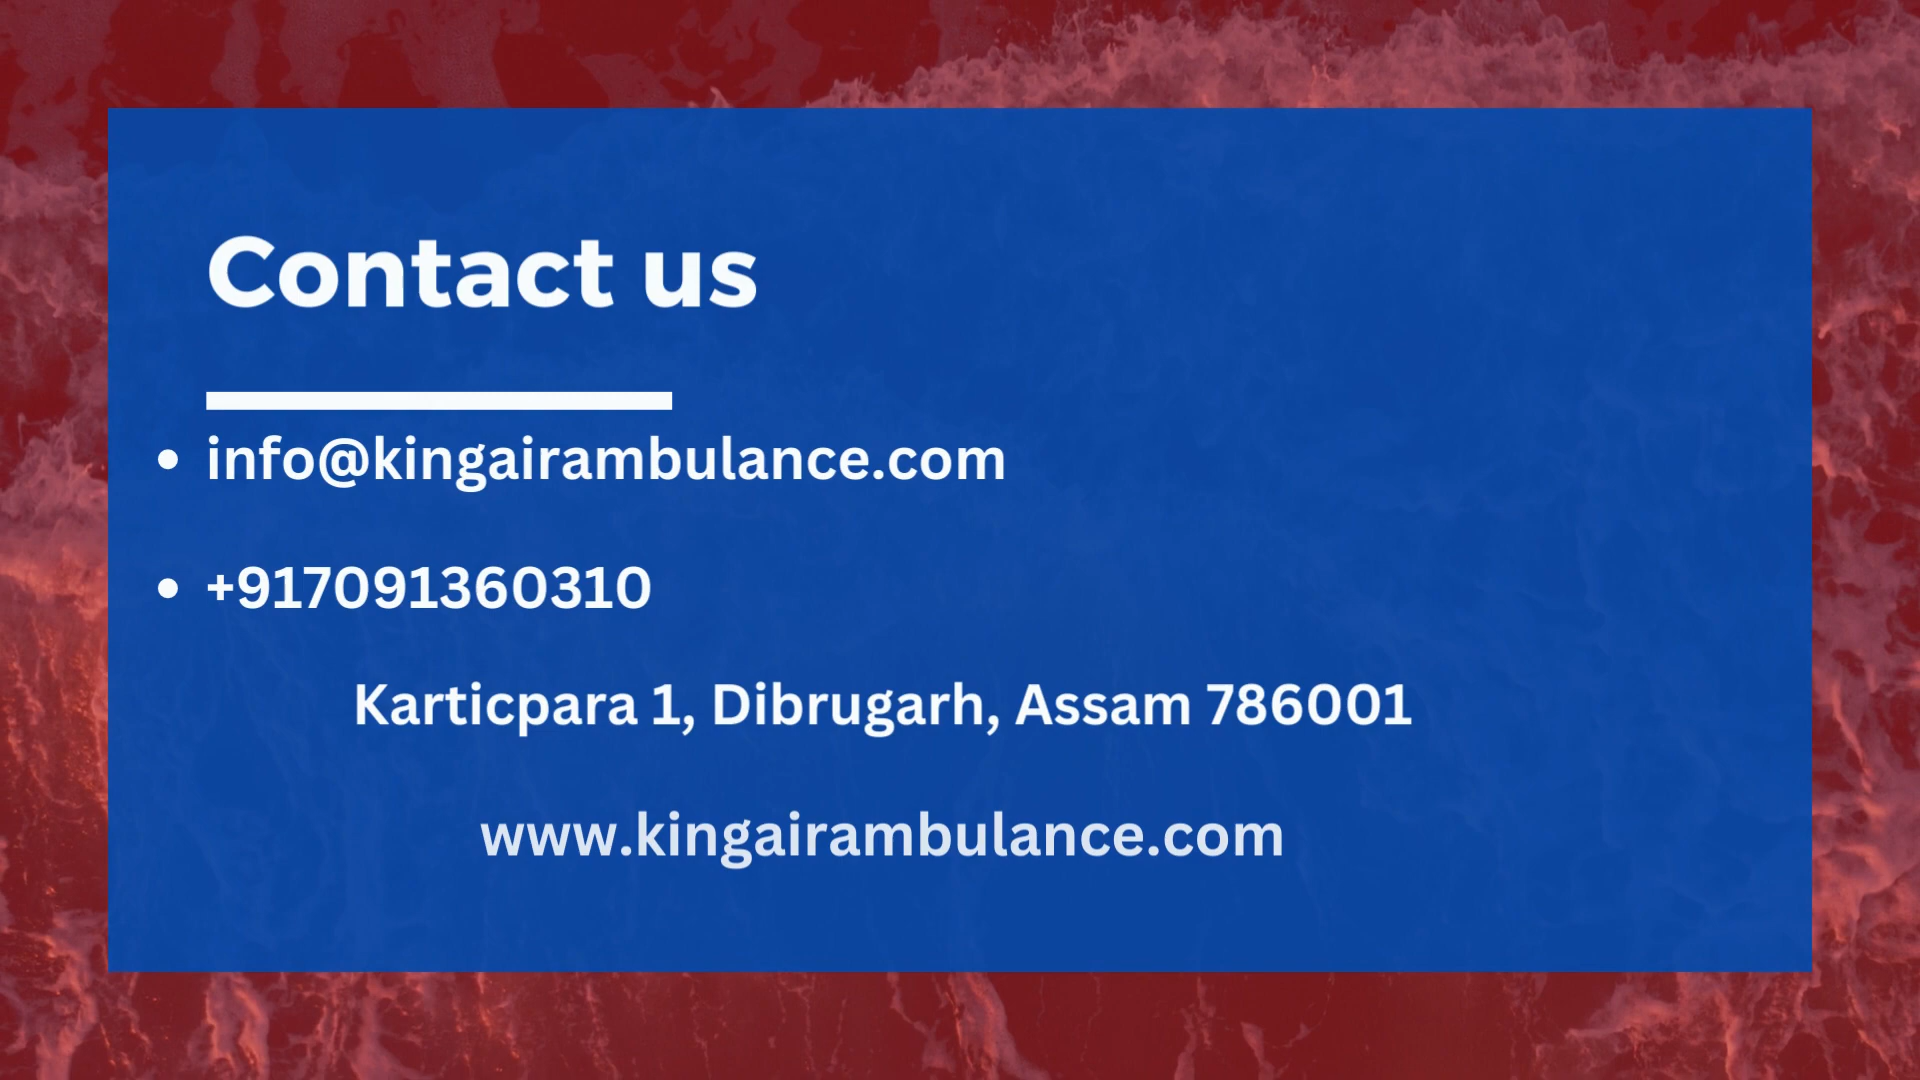 Contact us
• info@kingairambulance.com
• +917091360310
Karticpara 1, Dibrugarh, Assam 786001
www.kingairambulance.com